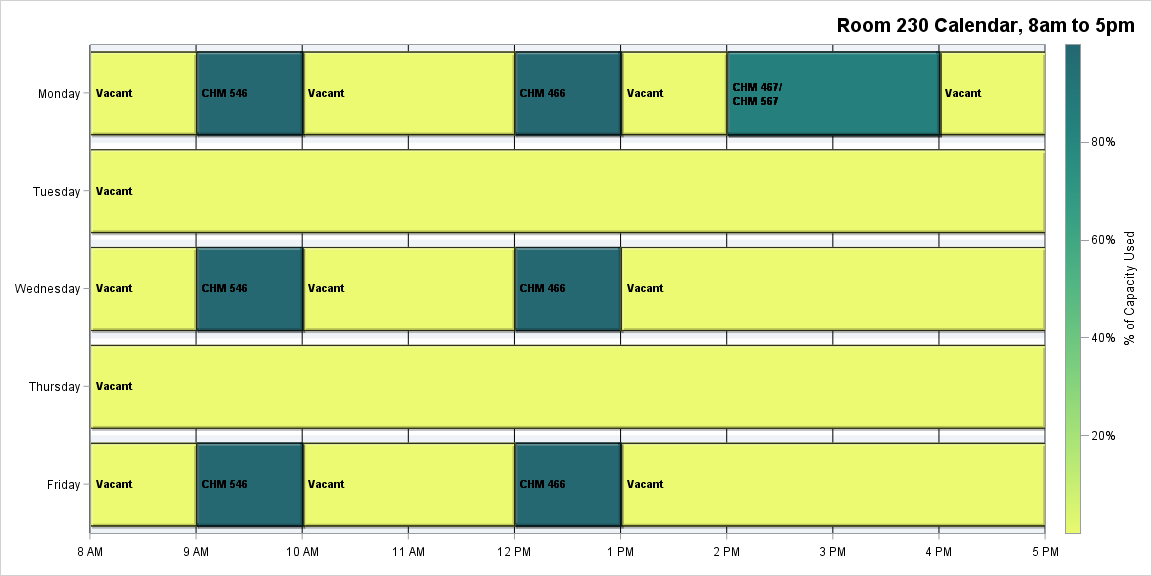 Room 230 Calendar, 8am to 5pm
Monday
Vacant
CHM 546
Vacant
CHM 466
Vacant
CHM 467/
CHM 567
Vacant
Tuesday
Vacant
Wednesday
Vacant
CHM 546
Vacant
CHM 466
Vacant
Thursday
Vacant
Friday
Vacant
CHM 546
Vacant
CHM 466
Vacant
8 AM
9 AM
10 AM
11 AM
12 PM
1 PM
2 PM
3 PM
4 PM
5 PM
80%
60%
40%
20%
% of Capacity Used